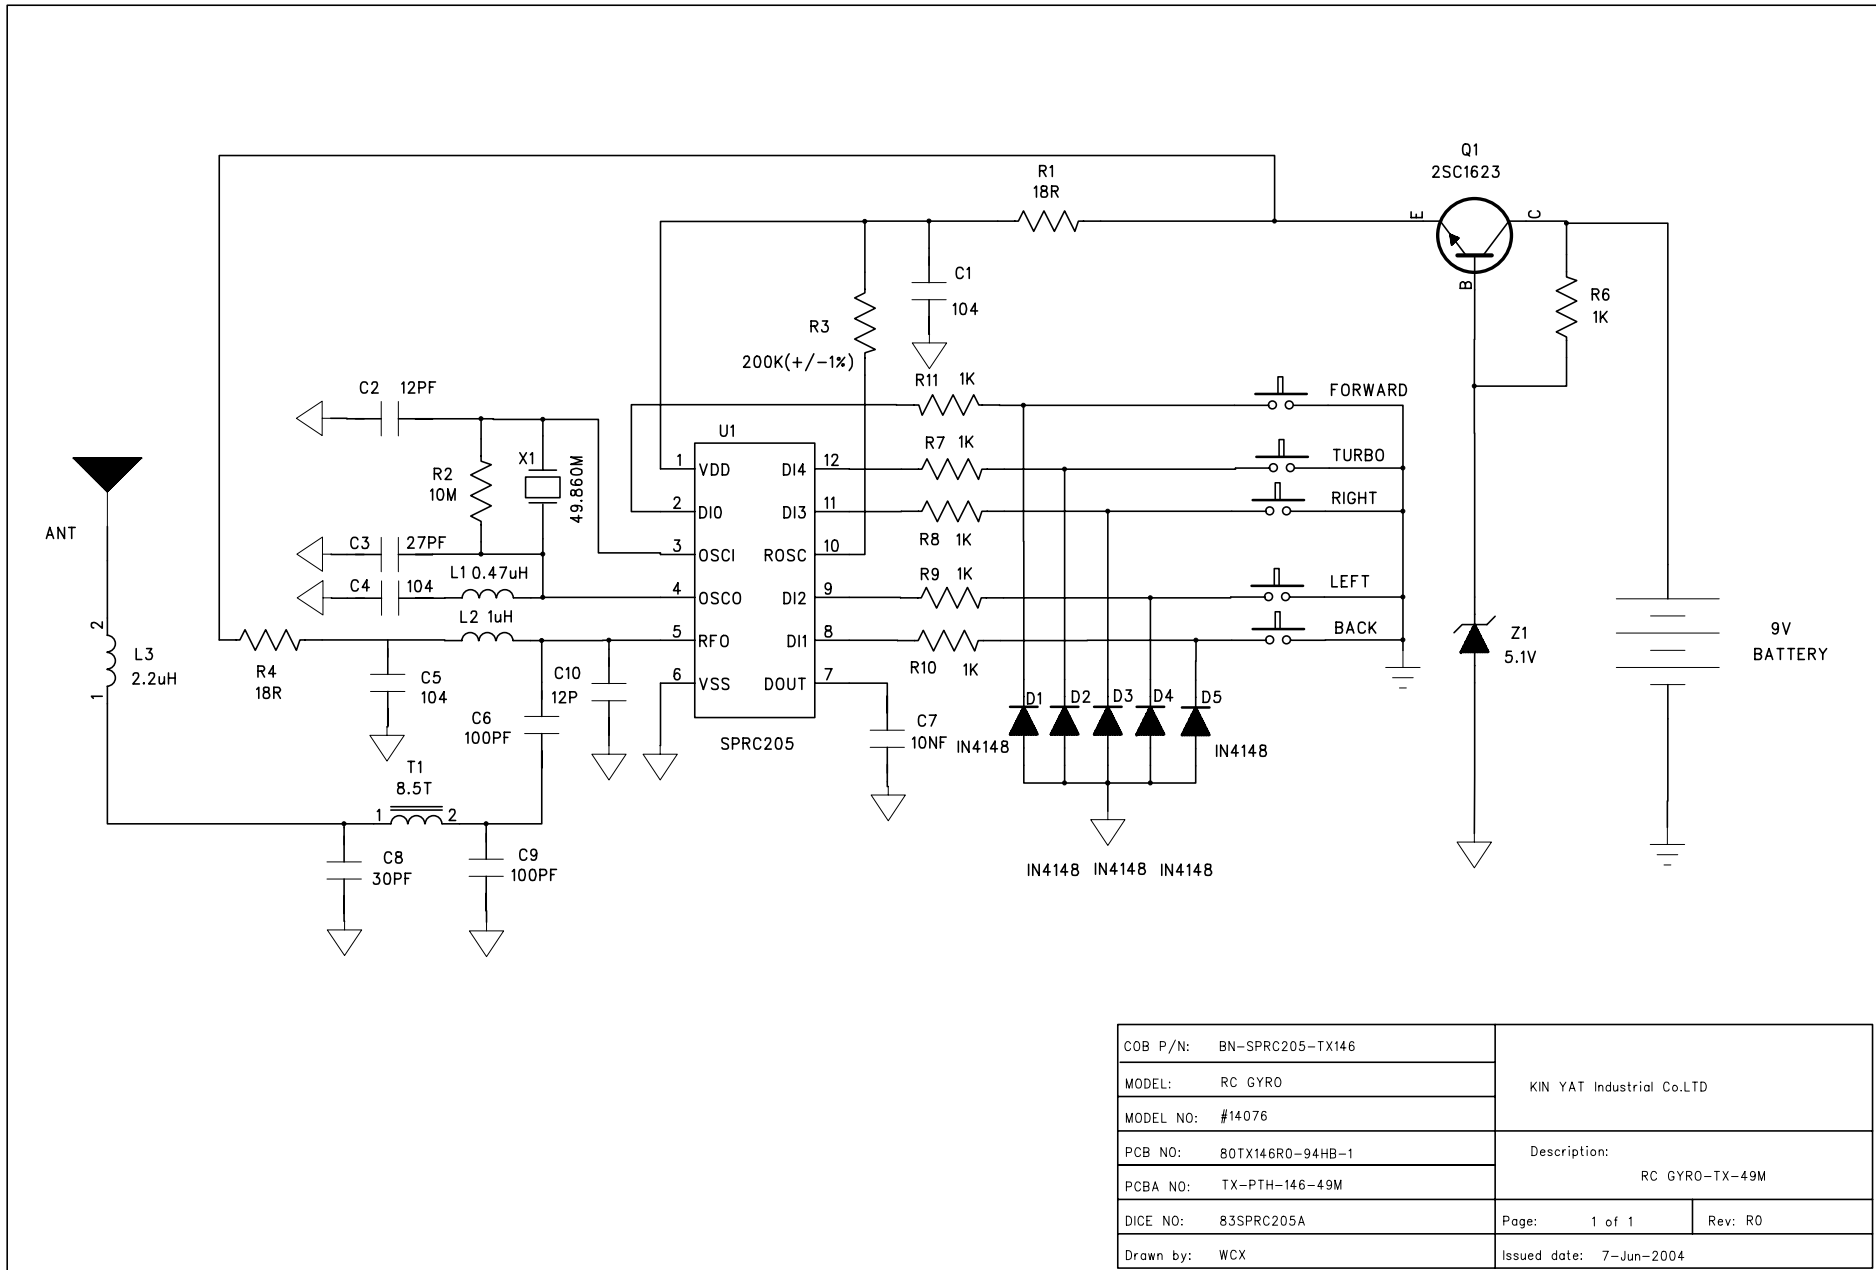 Q1
2SC1623
R1
18R
E
C
B
C1
104
R6
1K
R3
200K(+/-1%)
C2 12PF
R11 1K
FORWARD
U1
R2
10M
X1
49.860M
1 VDD
DI4 12
R7 1K
TURBO
ANT
2 DI0
DI3 11
RIGHT
C3 27PF
3 OSCI
ROSC 10
R8 1K
L1 0.47uH
C4 104
4 OSCO
DI2 9
R9 1K
LEFT
L2 1uH
5 RFO
DI1 8
BACK
2
L3
2.2uH
1
R4
18R
C5
104
C10
12P
6 VSS
DOUT 7
R10 1K
Z1
5.1V
9V
BATTERY
C6
100PF
SPRC205
C7
10NF
D1
D2
D3
D4
D5
IN4148
IN4148
T1
8.5T
1
2
C8
30PF
C9
100PF
IN4148 IN4148 IN4148
COB P/N: BN-SPRC205-TX146
MODEL: RC GYRO
KIN YAT Industrial Co.LTD
MODEL NO: #14076
PCB NO: 80TX146R0-94HB-1
Description:
RC GYRO-TX-49M
PCBA NO: TX-PTH-146-49M
DICE NO: 83SPRC205A
Page: 1 of 1
Rev: R0
Drawn by: WCX
Issued date: 7-Jun-2004